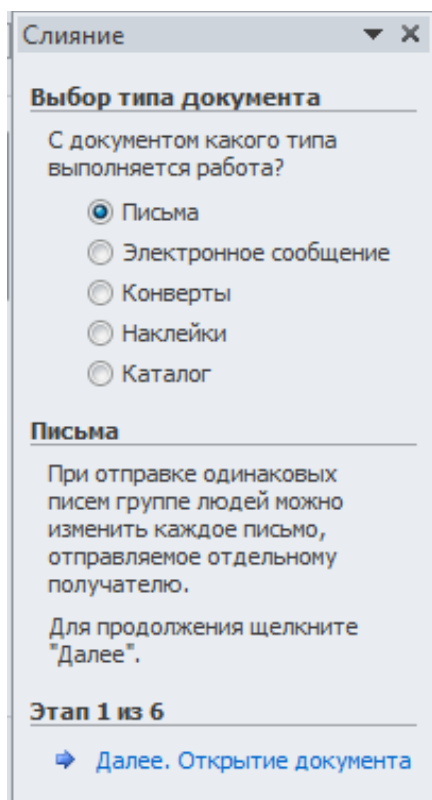 Слияние
Выбор типа документа
С документом какого типа
выполняется работа?
Письма
Электронное сообщение
Конверты
Наклейки
Каталог
Письма
При отправке одинаковых
писем группе людей можно
изменить каждое письмо,
отправляемое отдельному
получателю.
Для продолжения щелкните
"Далее".
Этап 1 из 6
Далее. Открытие документа